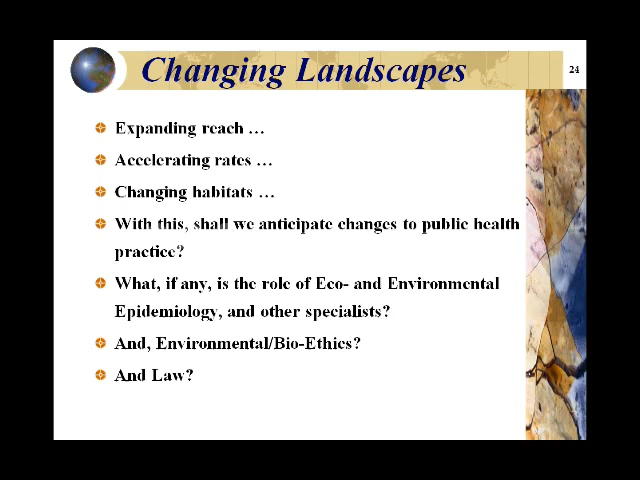 Changing Landscapes
24
Expanding reach …
Accelerating rates …
Changing habitats …
With this, shall we anticipate changes to public health
practice?
What, if any, is the role of Eco- and Environmental
Epidemiology, and other specialists?
And, Environmental/Bio-Ethics?
And Law?